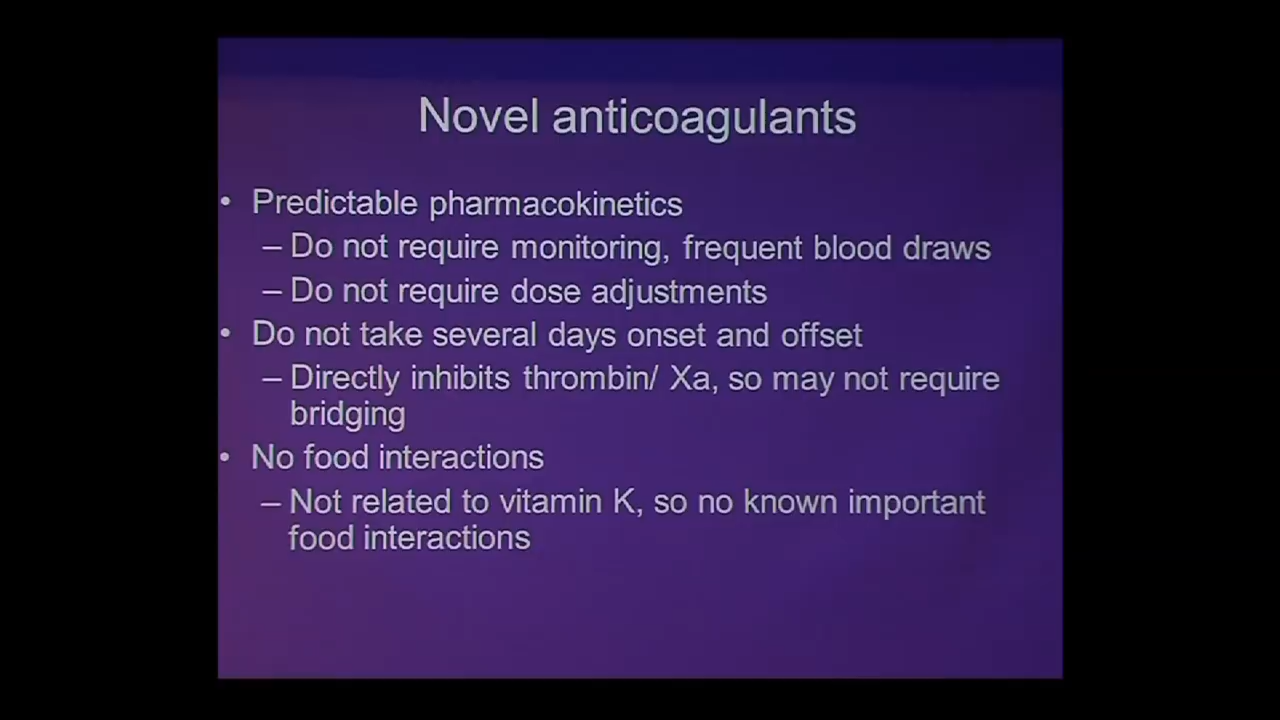 Novel anticoagulants
• Predictable pharmacokinetics
– Do not require monitoring, frequent blood draws
– Do not require dose adjustments
• Do not take several days onset and offset
– Directly inhibits thrombin/ Xa, so may not require
bridging
• No food interactions
– Not related to vitamin K, so no known important
food interactions